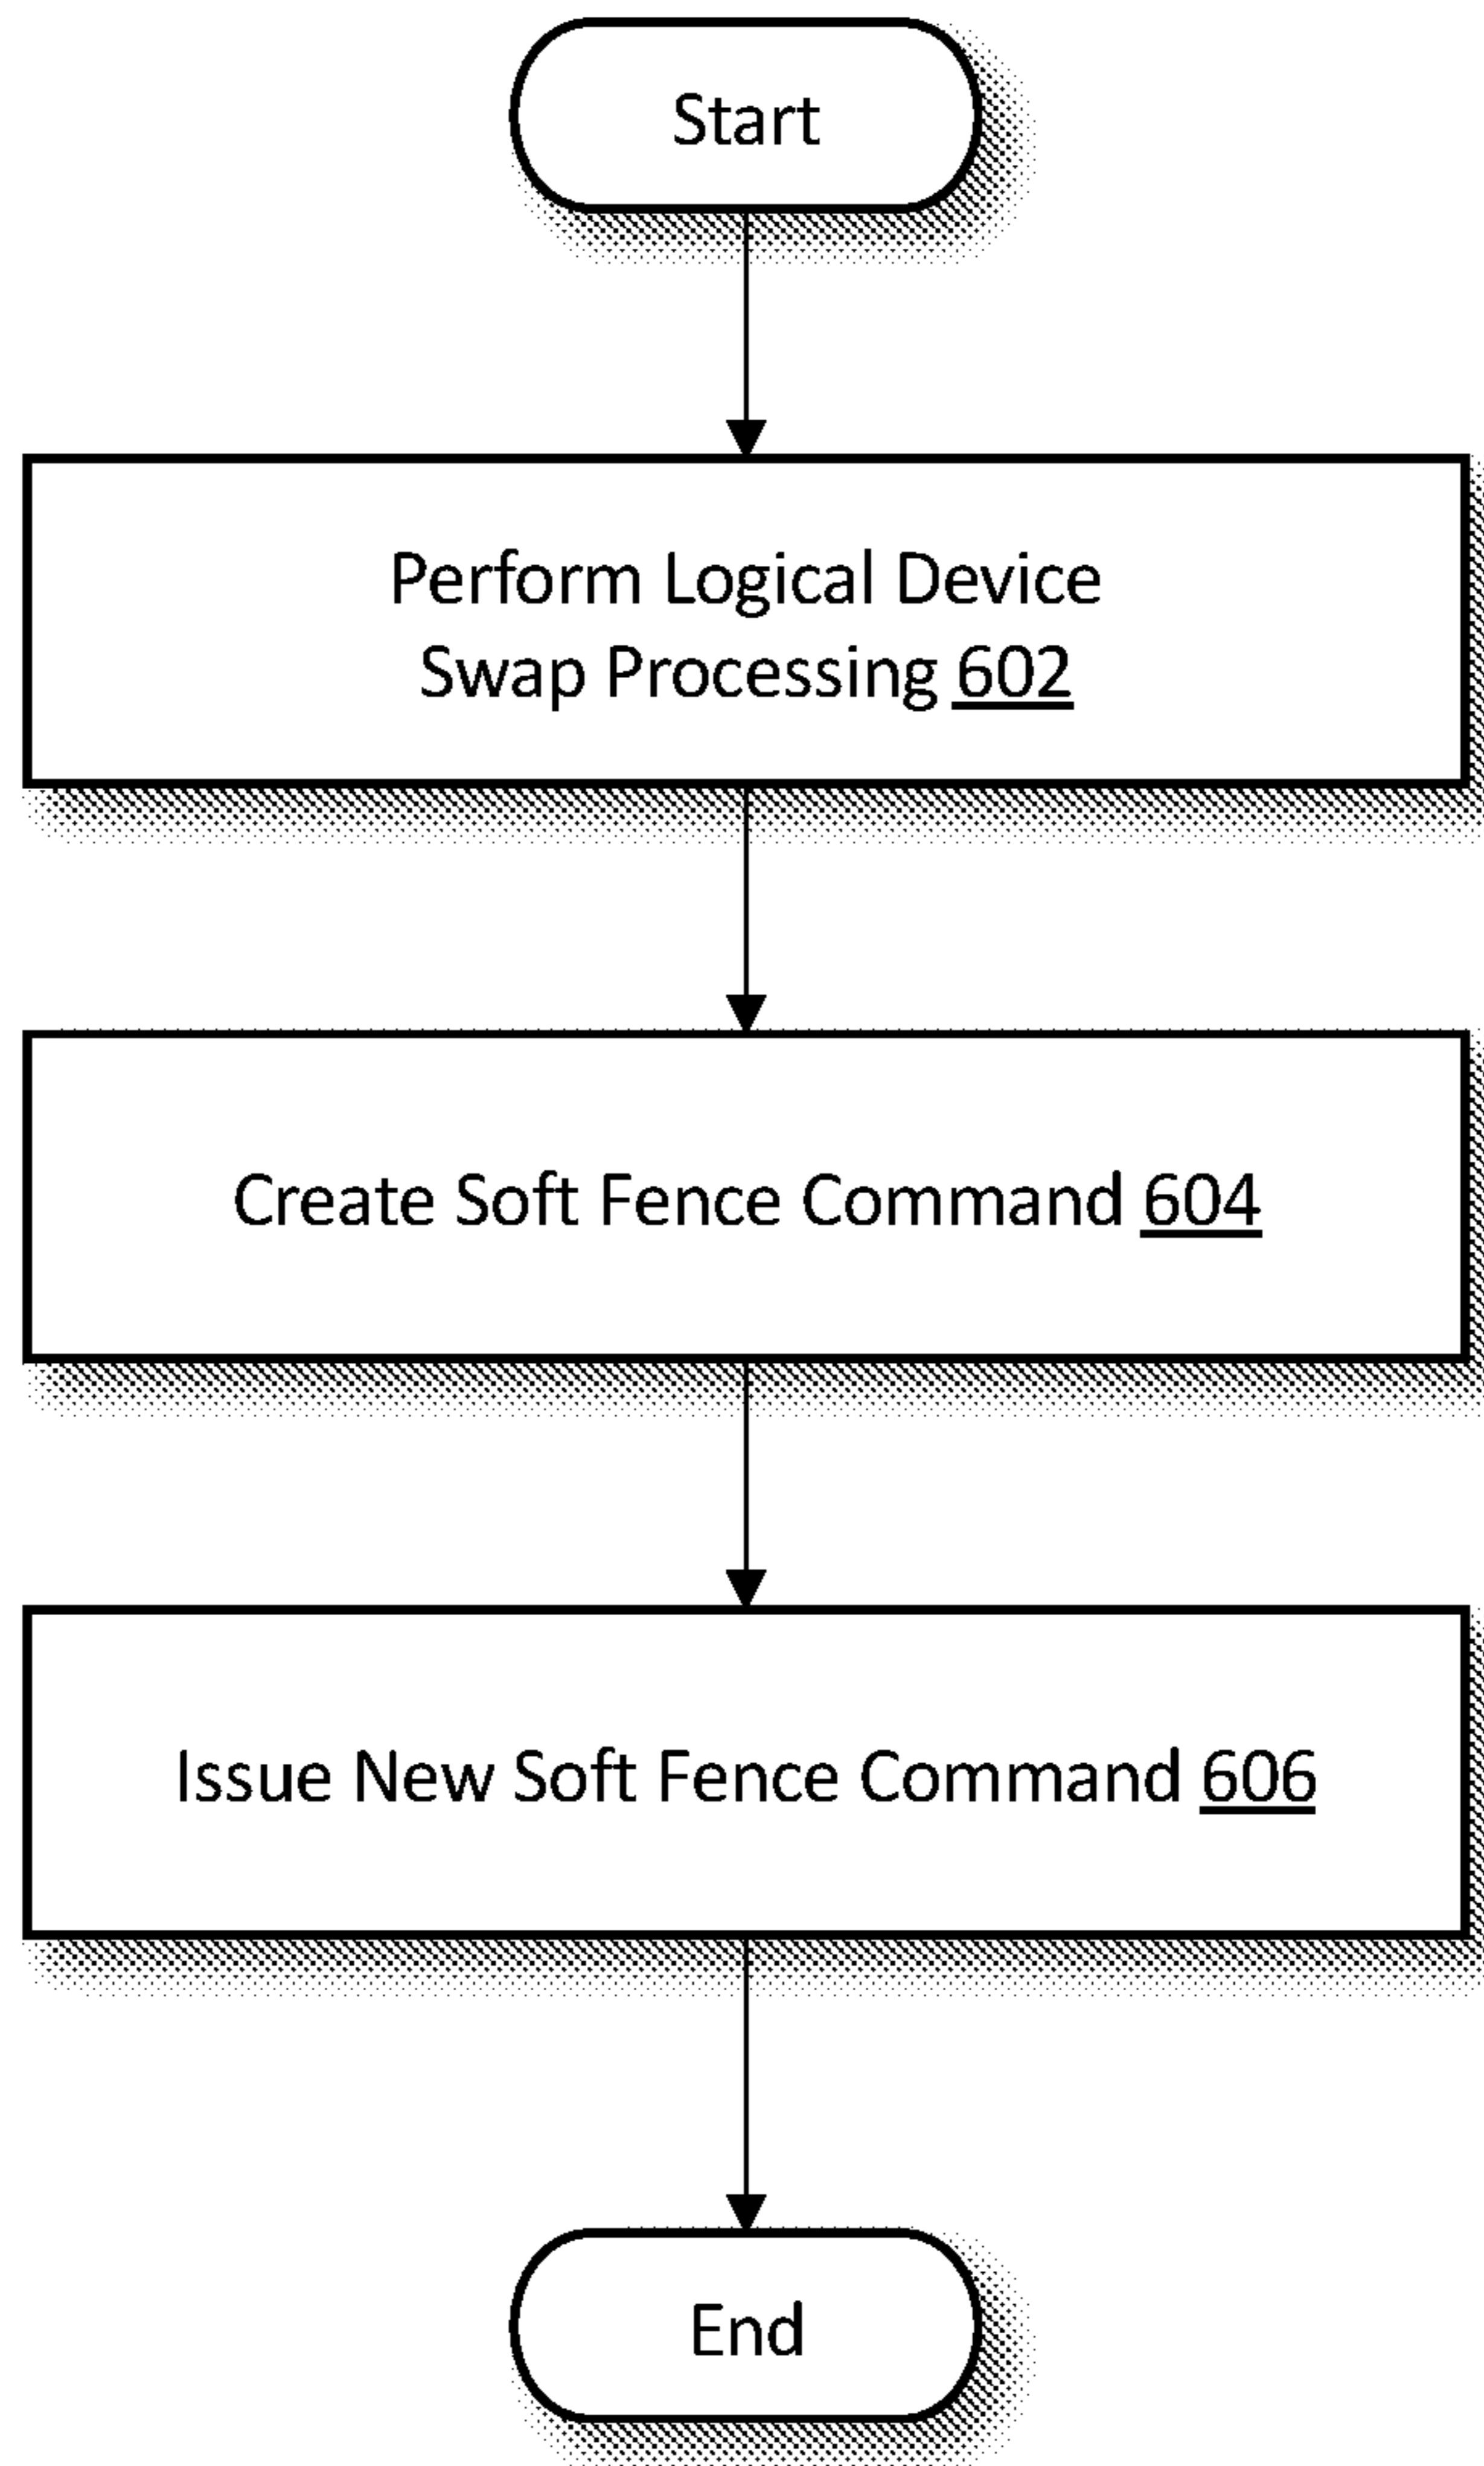 Start
Perform Logical Device
Swap Processing 602
Create Soft Fence Command 604
Issue New Soft Fence Command 606
End